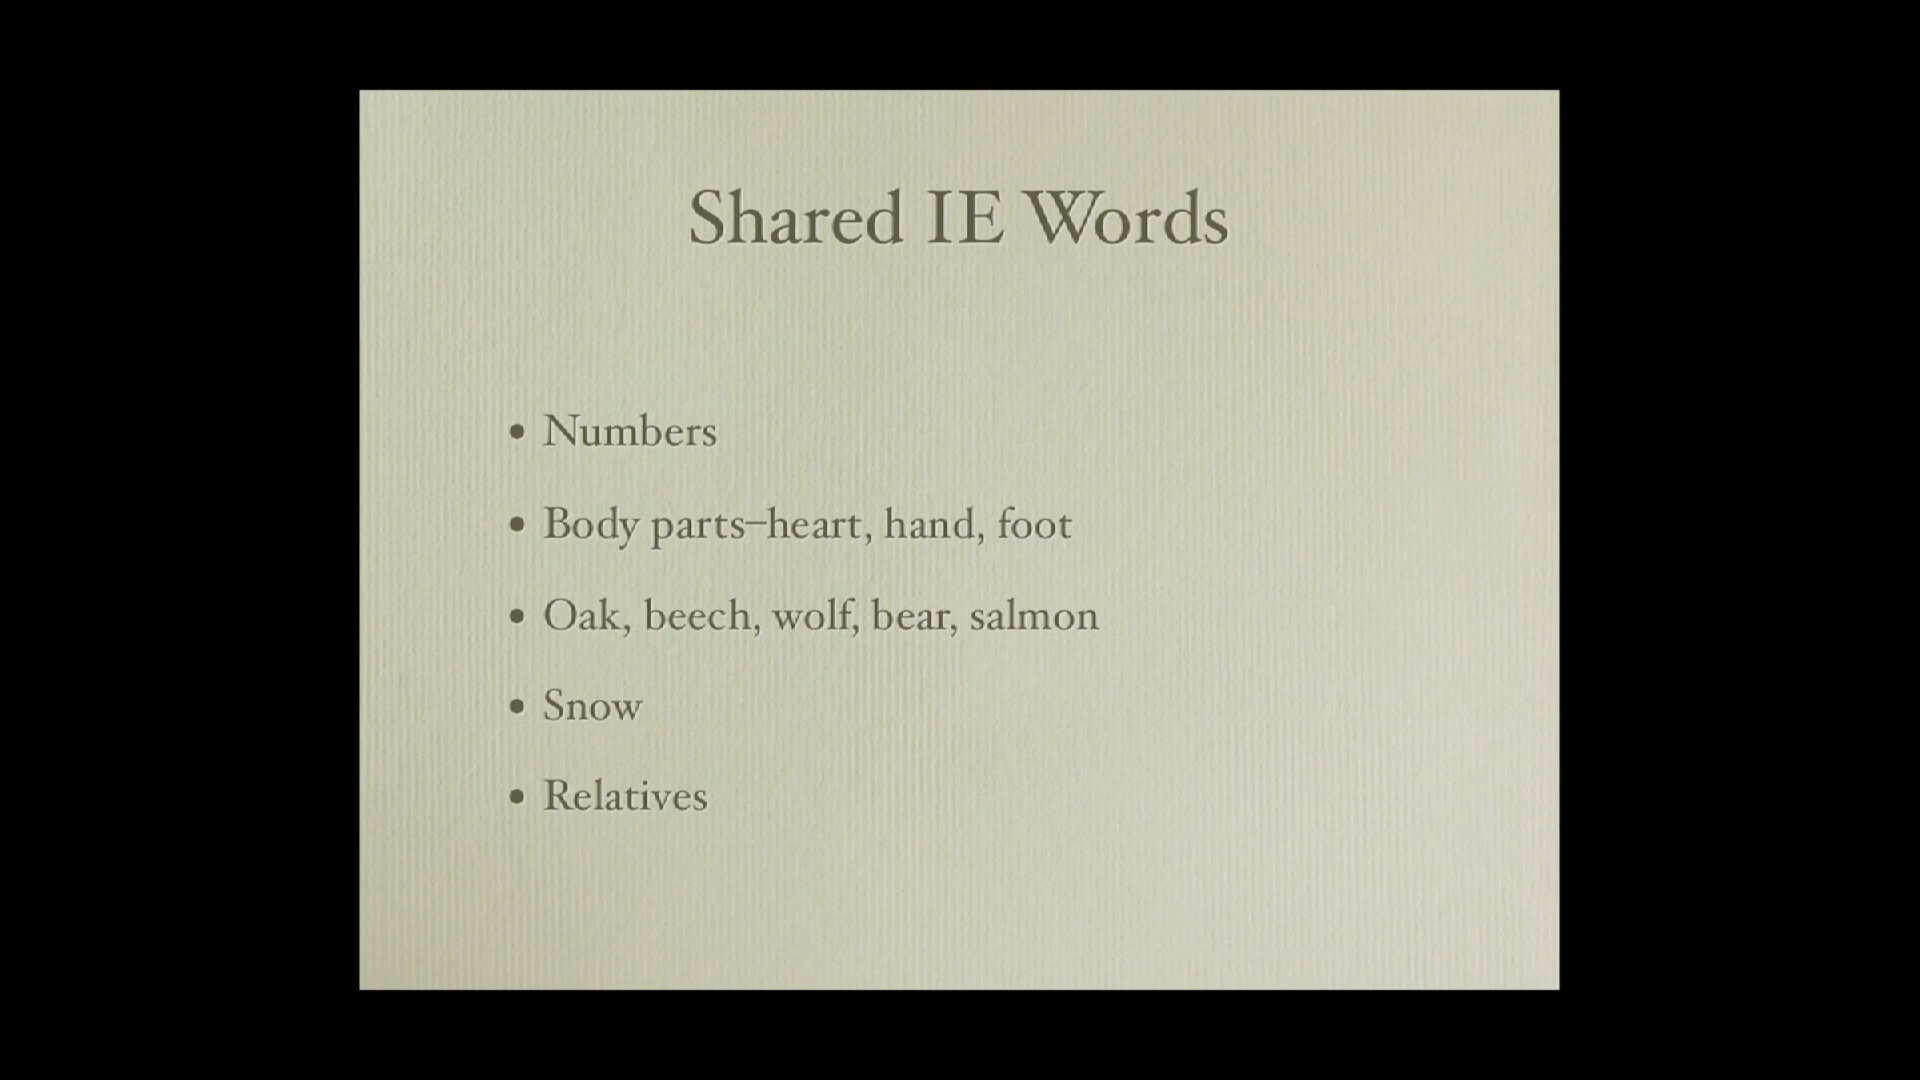 Shared IE Words
• Numbers
• Body parts–heart, hand, foot
• Oak, beech, wolf, bear, salmon
• Snow
• Relatives